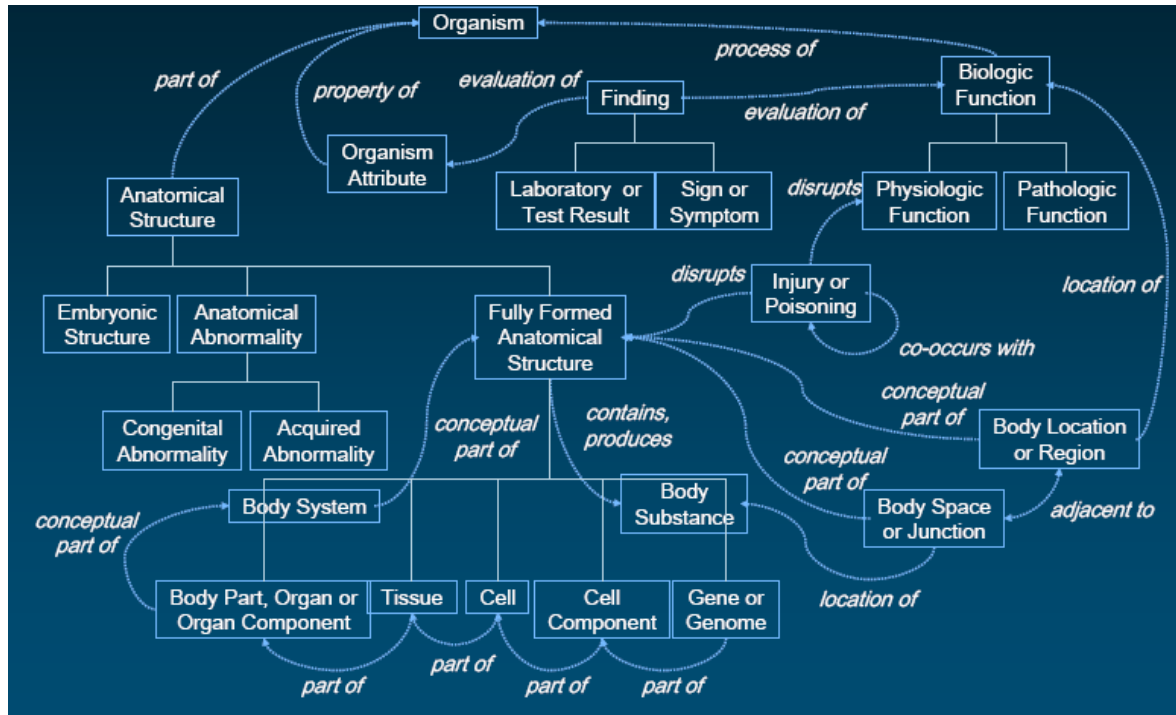 Organism
process of
part of
evaluation of
property of
Finding
evaluation of
Biologic
Function
Organism
Attribute
Laboratory or
Test Result
Sign or
Symptom
disrupts
Physiologic
Function
Pathologic
Function
Anatomical
Structure
disrupts
Injury or
Poisoning
location of
Embryonic
Structure
Anatomical
Abnormality
Fully Formed
Anatomical
Structure
co-occurs with
conceptual
part of
Congenital
Abnormality
Acquired
Abnormality
conceptual
part of
contains,
produces
Body Location
or Region
conceptual
part of
Body System
Body
Substance
Body Space
or Junction
adjacent to
conceptual
part of
location of
Body Part, Organ or
Organ Component
Tissue
Cell
Cell
Component
Gene or
Genome
part of
part of
part of
part of